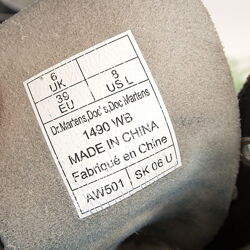 6 8
UK US L
39
EU
Dr.Martens,Doc's,Doc.Martens
1490 WB
MADE IN CHINA
Fabriqué en Chine
AW501 SK 06 U